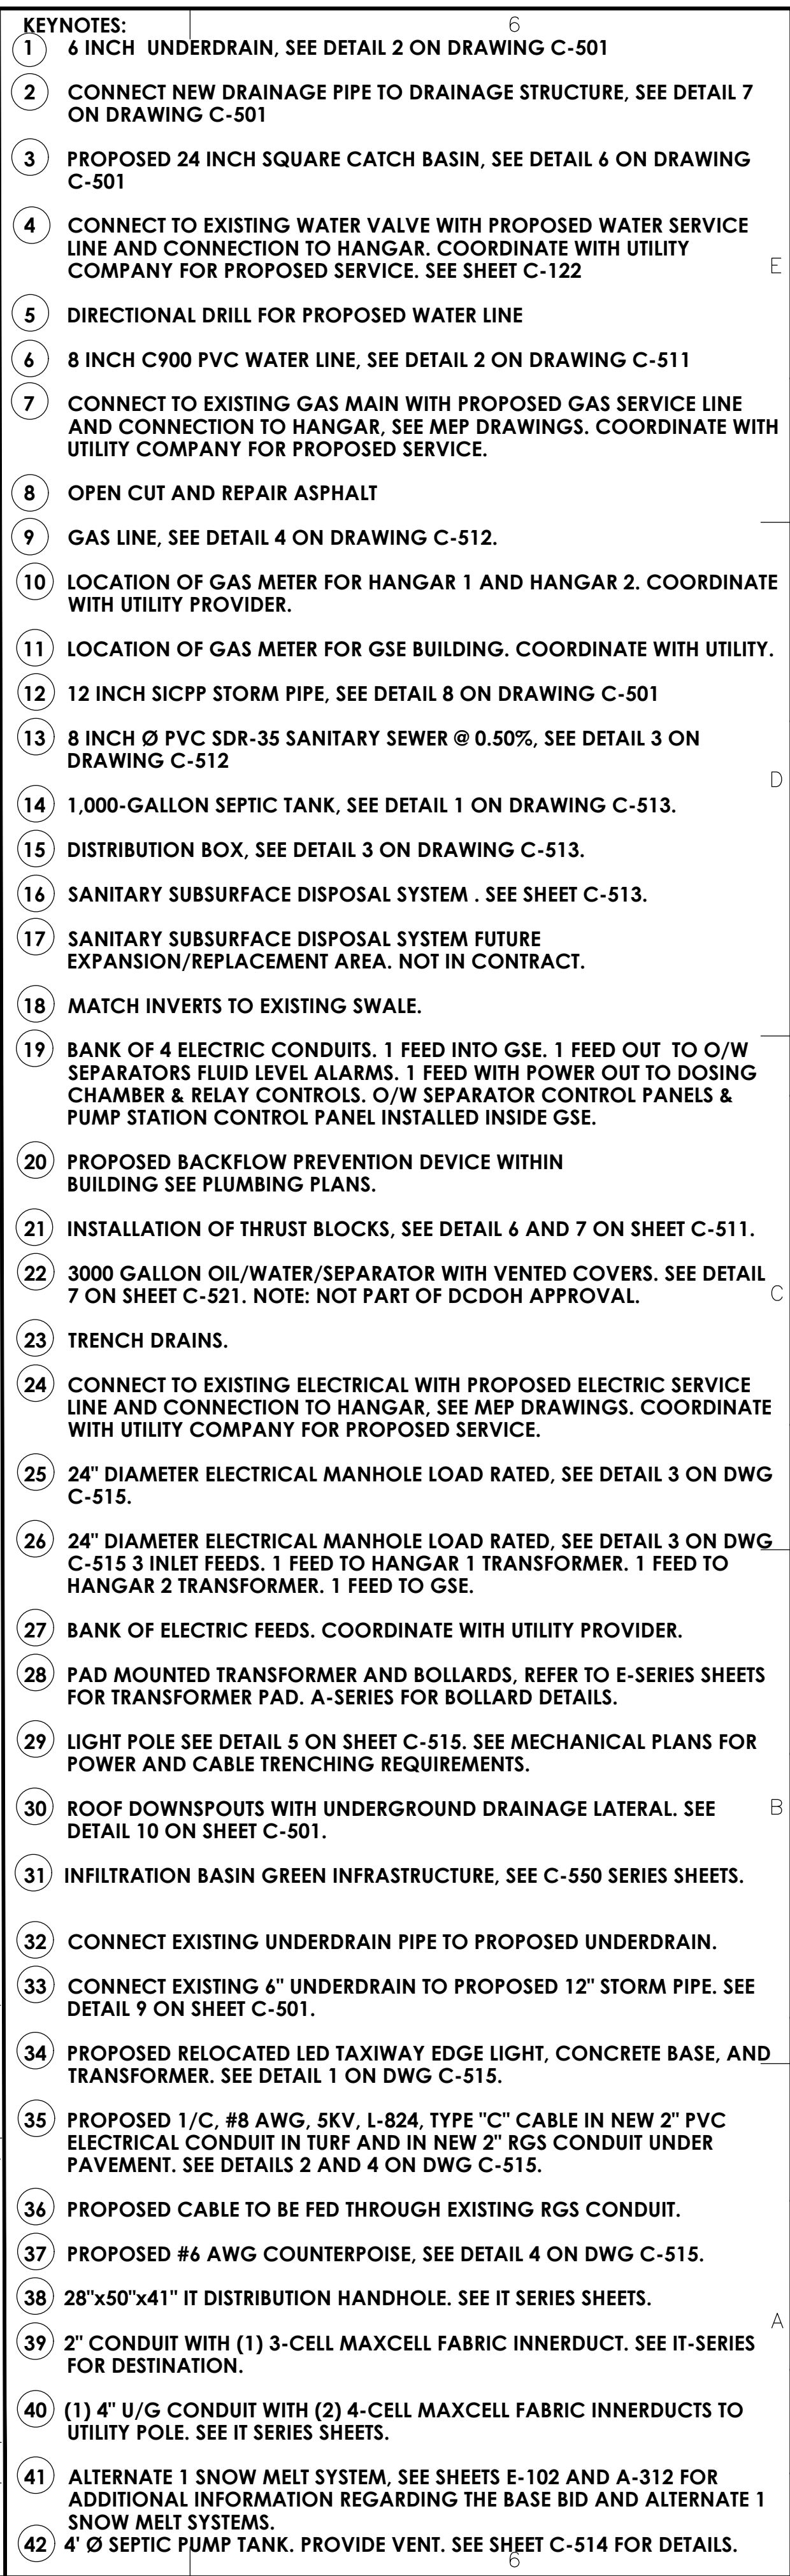 KEYNOTES:
6
1 6 INCH UNDERDRAIN, SEE DETAIL 2 ON DRAWING C-501
2 CONNECT NEW DRAINAGE PIPE TO DRAINAGE STRUCTURE, SEE DETAIL 7
ON DRAWING C-501
3 PROPOSED 24 INCH SQUARE CATCH BASIN, SEE DETAIL 6 ON DRAWING
C-501
4 CONNECT TO EXISTING WATER VALVE WITH PROPOSED WATER SERVICE
LINE AND CONNECTION TO HANGAR. COORDINATE WITH UTILITY
COMPANY FOR PROPOSED SERVICE. SEE SHEET C-122
E
5 DIRECTIONAL DRILL FOR PROPOSED WATER LINE
6 8 INCH C900 PVC WATER LINE, SEE DETAIL 2 ON DRAWING C-511
7 CONNECT TO EXISTING GAS MAIN WITH PROPOSED GAS SERVICE LINE
AND CONNECTION TO HANGAR, SEE MEP DRAWINGS. COORDINATE WITH
UTILITY COMPANY FOR PROPOSED SERVICE.
8 OPEN CUT AND REPAIR ASPHALT
9 GAS LINE, SEE DETAIL 4 ON DRAWING C-512.
10 LOCATION OF GAS METER FOR HANGAR 1 AND HANGAR 2. COORDINATE
WITH UTILITY PROVIDER.
11 LOCATION OF GAS METER FOR GSE BUILDING. COORDINATE WITH UTILITY.
12 12 INCH SICPP STORM PIPE, SEE DETAIL 8 ON DRAWING C-501
13 8 INCH Ø PVC SDR-35 SANITARY SEWER @ 0.50%, SEE DETAIL 3 ON
DRAWING C-512
D
14 1,000-GALLON SEPTIC TANK, SEE DETAIL 1 ON DRAWING C-513.
15 DISTRIBUTION BOX, SEE DETAIL 3 ON DRAWING C-513.
16 SANITARY SUBSURFACE DISPOSAL SYSTEM . SEE SHEET C-513.
17 SANITARY SUBSURFACE DISPOSAL SYSTEM FUTURE
EXPANSION/REPLACEMENT AREA. NOT IN CONTRACT.
18 MATCH INVERTS TO EXISTING SWALE.
19 BANK OF 4 ELECTRIC CONDUITS. 1 FEED INTO GSE. 1 FEED OUT TO O/W
SEPARATORS FLUID LEVEL ALARMS. 1 FEED WITH POWER OUT TO DOSING
CHAMBER & RELAY CONTROLS. O/W SEPARATOR CONTROL PANELS &
PUMP STATION CONTROL PANEL INSTALLED INSIDE GSE.
20 PROPOSED BACKFLOW PREVENTION DEVICE WITHIN
BUILDING SEE PLUMBING PLANS.
21 INSTALLATION OF THRUST BLOCKS, SEE DETAIL 6 AND 7 ON SHEET C-511.
22 3000 GALLON OIL/WATER/SEPARATOR WITH VENTED COVERS. SEE DETAIL
7 ON SHEET C-521. NOTE: NOT PART OF DCDOH APPROVAL.
C
23 TRENCH DRAINS.
24 CONNECT TO EXISTING ELECTRICAL WITH PROPOSED ELECTRIC SERVICE
LINE AND CONNECTION TO HANGAR, SEE MEP DRAWINGS. COORDINATE
WITH UTILITY COMPANY FOR PROPOSED SERVICE.
25 24" DIAMETER ELECTRICAL MANHOLE LOAD RATED, SEE DETAIL 3 ON DWG
C-515.
26 24" DIAMETER ELECTRICAL MANHOLE LOAD RATED, SEE DETAIL 3 ON DWG
C-515 3 INLET FEEDS. 1 FEED TO HANGAR 1 TRANSFORMER. 1 FEED TO
HANGAR 2 TRANSFORMER. 1 FEED TO GSE.
27 BANK OF ELECTRIC FEEDS. COORDINATE WITH UTILITY PROVIDER.
28 PAD MOUNTED TRANSFORMER AND BOLLARDS, REFER TO E-SERIES SHEETS
FOR TRANSFORMER PAD. A-SERIES FOR BOLLARD DETAILS.
29 LIGHT POLE SEE DETAIL 5 ON SHEET C-515. SEE MECHANICAL PLANS FOR
POWER AND CABLE TRENCHING REQUIREMENTS.
30 ROOF DOWNSPOUTS WITH UNDERGROUND DRAINAGE LATERAL. SEE
DETAIL 10 ON SHEET C-501.
B
31 INFILTRATION BASIN GREEN INFRASTRUCTURE, SEE C-550 SERIES SHEETS.
32 CONNECT EXISTING UNDERDRAIN PIPE TO PROPOSED UNDERDRAIN.
33 CONNECT EXISTING 6" UNDERDRAIN TO PROPOSED 12" STORM PIPE. SEE
DETAIL 9 ON SHEET C-501.
34 PROPOSED RELOCATED LED TAXIWAY EDGE LIGHT, CONCRETE BASE, AND
TRANSFORMER. SEE DETAIL 1 ON DWG C-515.
35 PROPOSED 1/C, #8 AWG, 5KV, L-824, TYPE "C" CABLE IN NEW 2" PVC
ELECTRICAL CONDUIT IN TURF AND IN NEW 2" RGS CONDUIT UNDER
PAVEMENT. SEE DETAILS 2 AND 4 ON DWG C-515.
36 PROPOSED CABLE TO BE FED THROUGH EXISTING RGS CONDUIT.
37 PROPOSED #6 AWG COUNTERPOISE, SEE DETAIL 4 ON DWG C-515.
38 28"x50"x41" IT DISTRIBUTION HANDHOLE. SEE IT SERIES SHEETS.
A
39 2" CONDUIT WITH (1) 3-CELL MAXCELL FABRIC INNERDUCT. SEE IT-SERIES
FOR DESTINATION.
40 (1) 4" U/G CONDUIT WITH (2) 4-CELL MAXCELL FABRIC INNERDUCTS TO
UTILITY POLE. SEE IT SERIES SHEETS.
41 ALTERNATE 1 SNOW MELT SYSTEM, SEE SHEETS E-102 AND A-312 FOR
ADDITIONAL INFORMATION REGARDING THE BASE BID AND ALTERNATE 1
SNOW MELT SYSTEMS.
42 4' Ø SEPTIC PUMP TANK. PROVIDE VENT. SEE SHEET C-514 FOR DETAILS.
6